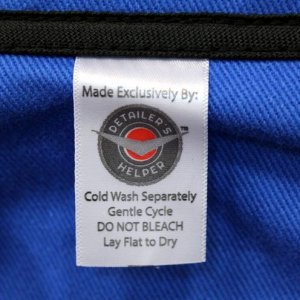 Made Exclusively By:
DETAILER'S
HELPER
Cold Wash Separately
Gentle Cycle
DO NOT BLEACH
Lay Flat to Dry